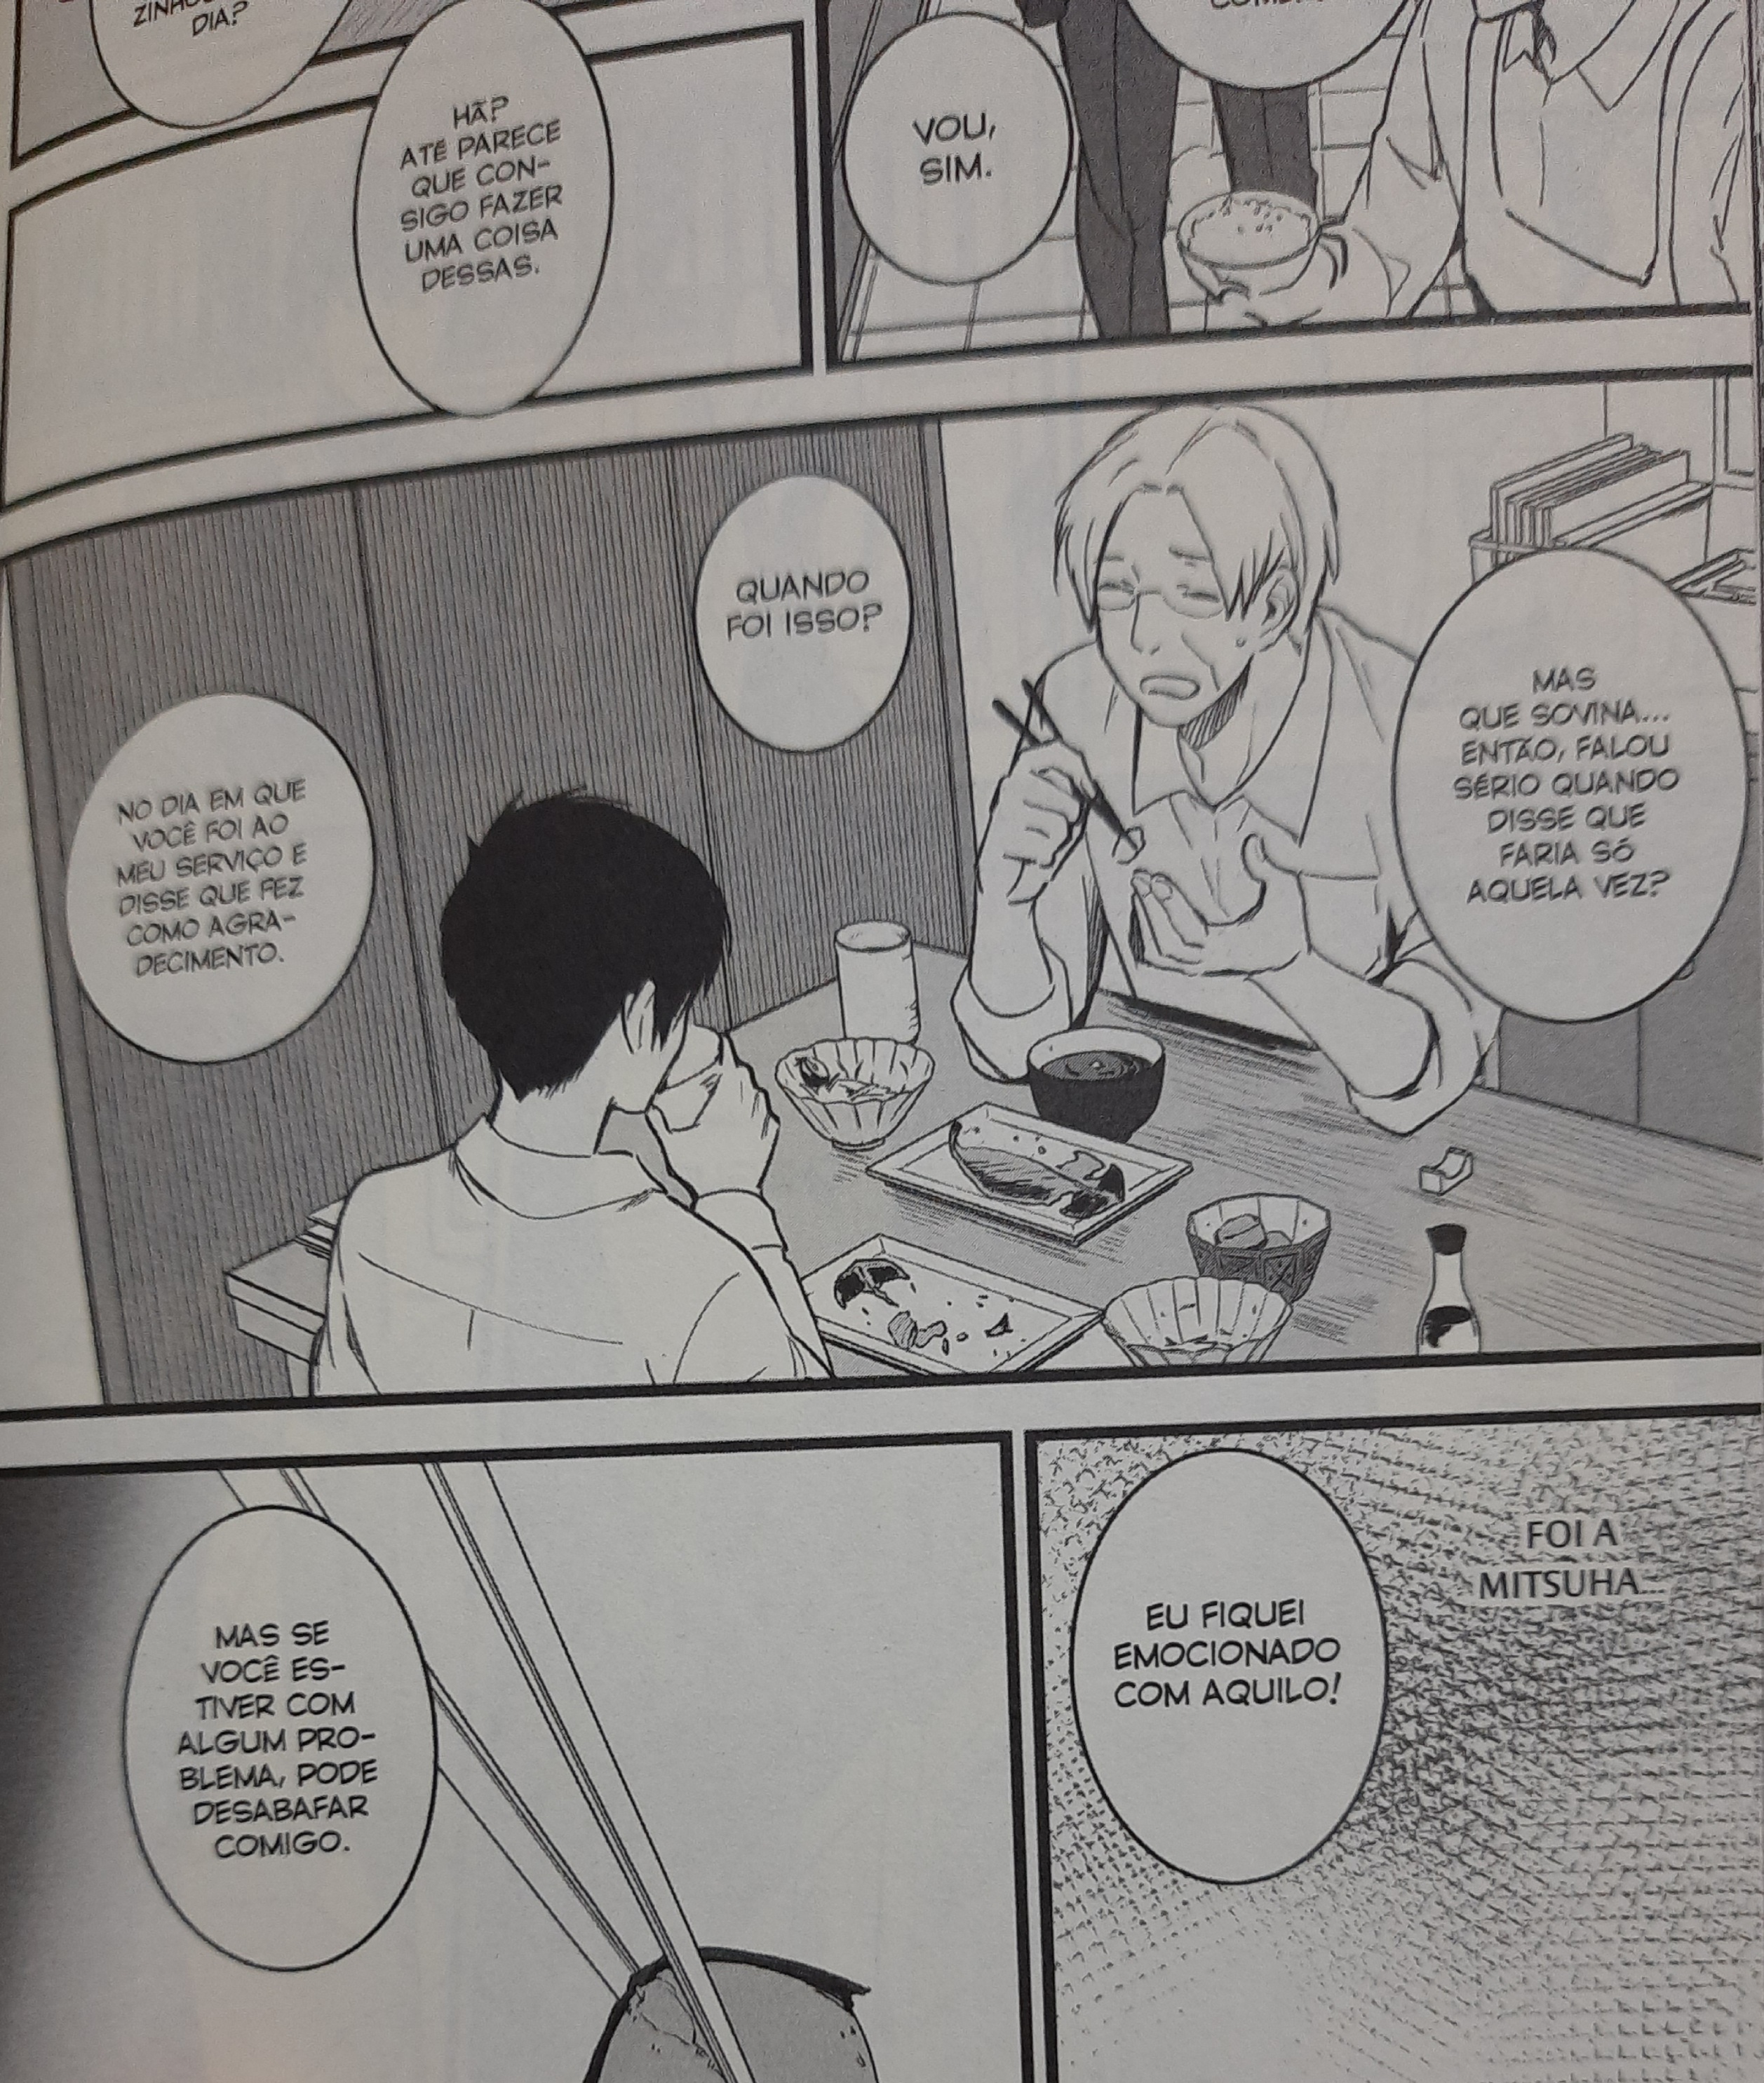 VOU,
SIM.
DIA?
HÃ?
ATÉ PARECE
QUE CON-
SIGO FAZER
UMA COISA
DESSAS.
MAS
QUE SOVINA...
ENTÃO, FALOU
SÉRIO QUANDO
DISSE QUE
FARIA SÓ
AQUELA VEZ?
QUANDO
FOI ISSO?
NO DIA EM QUE
VOCÊ FOI AO
MEU SERVIÇO E
DISSE QUE FEZ
COMO AGRA-
DECIMENTO.
FOI A
MITSUHA...
EU FIQUEI
EMOCIONADO
COM AQUILO!
MAS SE
VOCÊ ES-
TIVER COM
ALGUM PRO-
BLEMA, PODE
DESABAFAR
COMIGO.